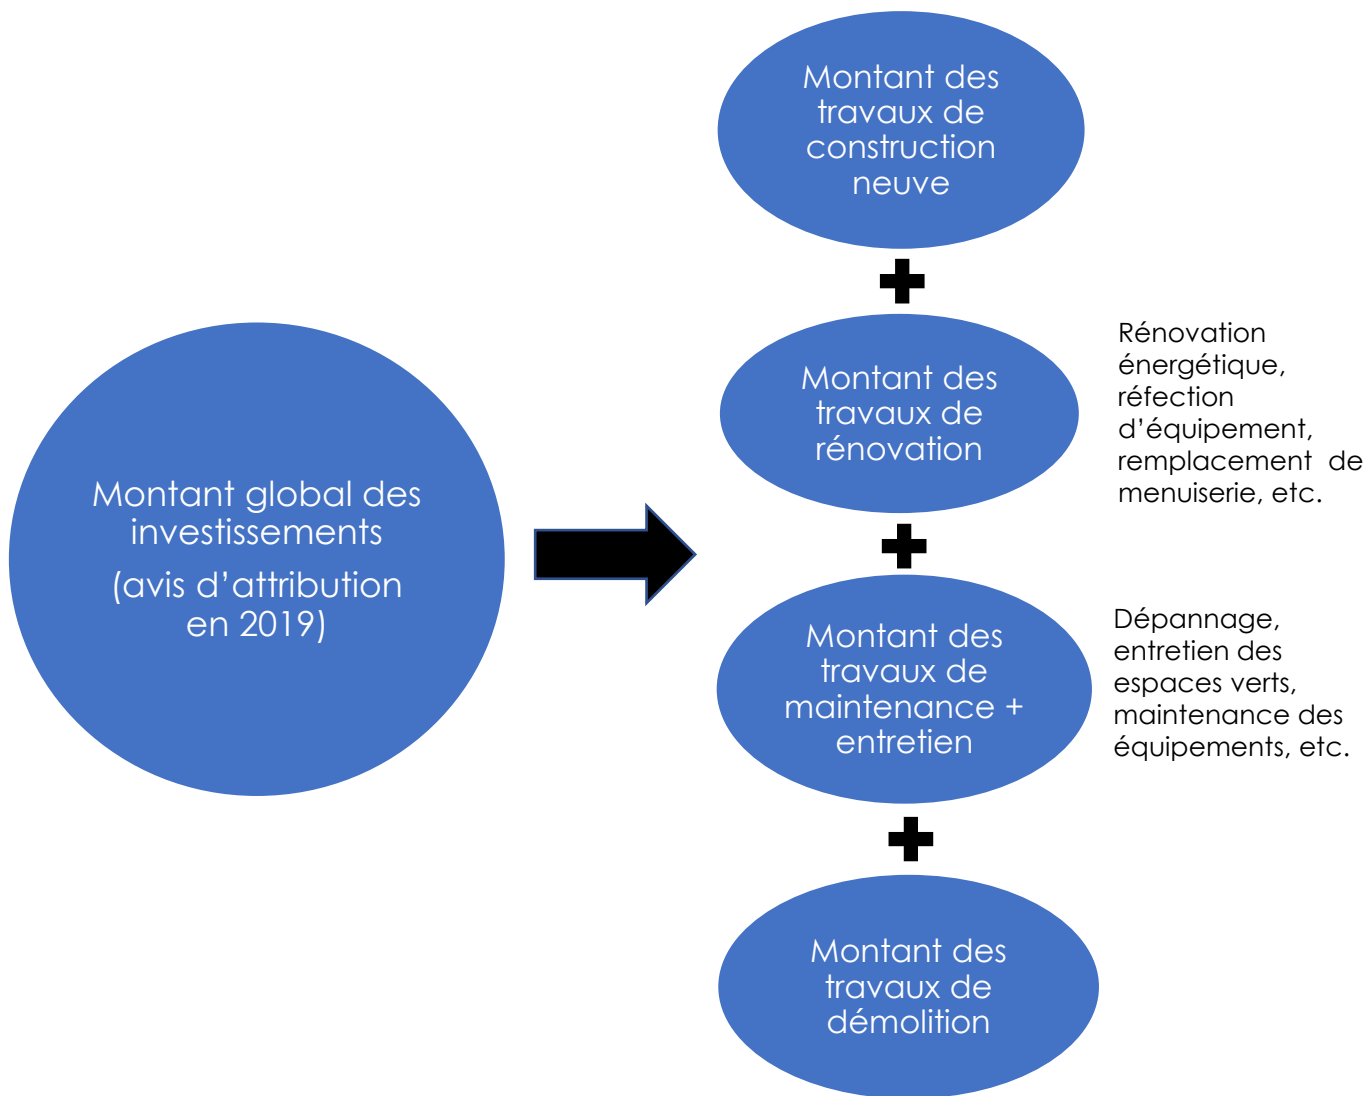 Montant des
travaux de
construction
neuve
Montant des
travaux de
rénovation
Rénovation
énergétique,
réfection
d’équipement,
remplacement de
menuiserie, etc.
Montant global des
investissements
(avis d’attribution
en 2019)
Montant des
travaux de
maintenance +
entretien
Dépannage,
entretien des
espaces verts,
maintenance des
équipements, etc.
Montant des
travaux de
démolition